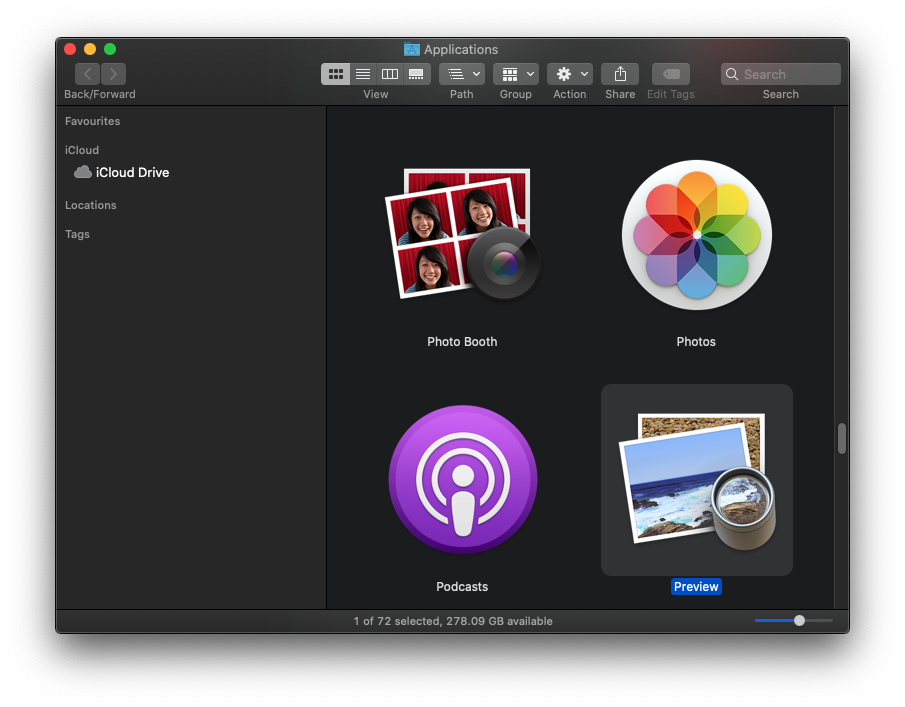 Applications
Search
Back/Forward
View
Path
Group
Action
Share
Edit Tags
Search
Favourites
iCloud
iCloud Drive
Locations
Tags
Photo Booth
Photos
Podcasts
Preview
1 of 72 selected, 278.09 GB available